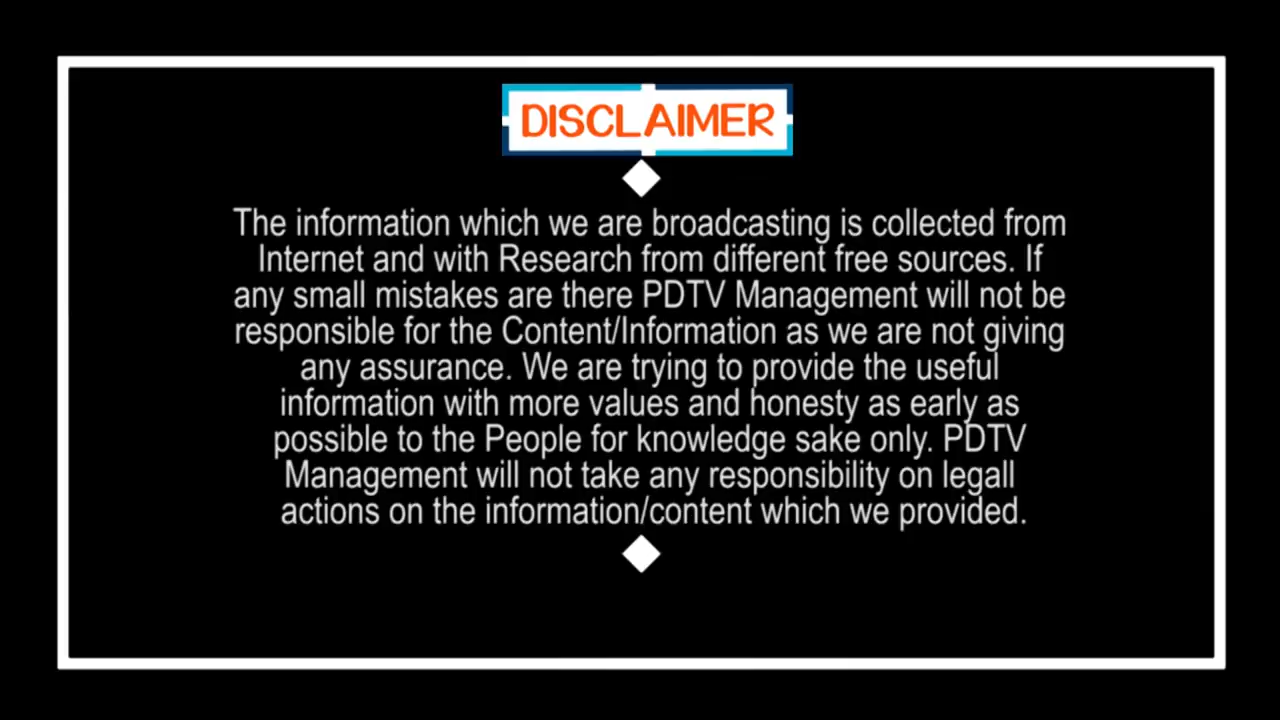 DISCLAIMER
The information which we are broadcasting is collected from
Internet and with Research from different free sources. If
any small mistakes are there PDTV Management will not be
responsible for the Content/Information as we are not giving
any assurance. We are trying to provide the useful
information with more values and honesty as early as
possible to the People for knowledge sake only. PDTV
Management will not take any responsibility on legall
actions on the information/content which we provided.